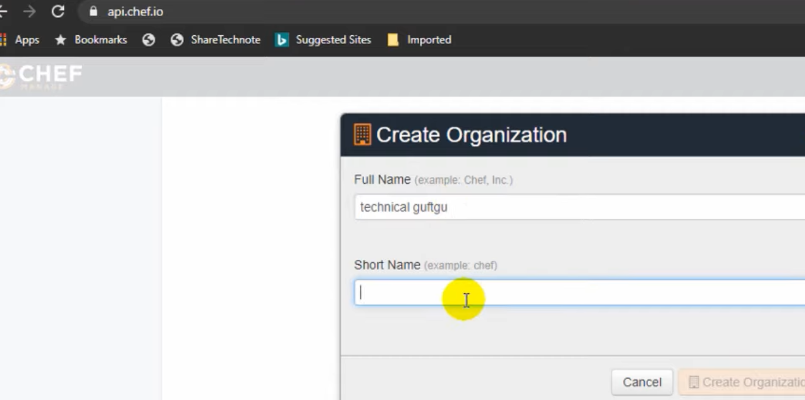 api.chef.io
Apps Bookmarks ShareTechnote Suggested Sites Imported
CHEF
MANAGE
Create Organization
Full Name (example: Chef, Inc.)
technical guftgu
Short Name (example: chef)
Cancel Create Organizatio